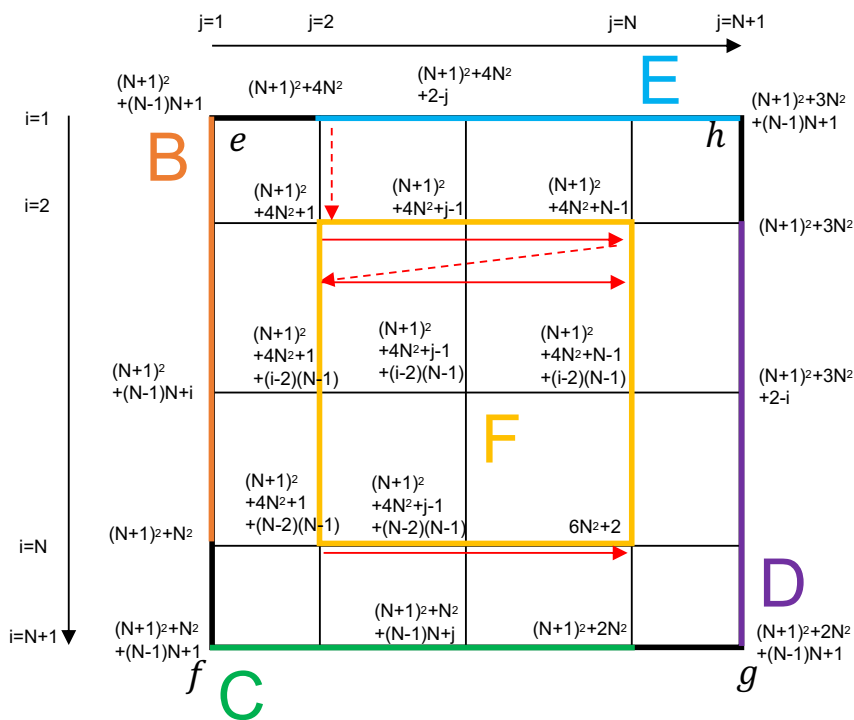 j=1
j=2
j=N
j=N+1
(N+1)²
+(N-1)N+1
(N+1)²+4N²
(N+1)²+4N²
+2-j
E
(N+1)²+3N²
+(N-1)N+1
i=1
B
e
h
i=2
(N+1)²
+4N²+1
(N+1)²
+4N²+j-1
(N+1)²
+4N²+N-1
(N+1)²+3N²
(N+1)²
+(N-1)N+i
(N+1)²
+4N²+1
+(i-2)(N-1)
(N+1)²
+4N²+j-1
+(i-2)(N-1)
(N+1)²
+4N²+N-1
+(i-2)(N-1)
(N+1)²+3N²
+2-i
F
(N+1)²
+4N²+1
+(N-2)(N-1)
(N+1)²
+4N²+j-1
+(N-2)(N-1)
6N²+2
i=N
(N+1)²+N²
D
i=N+1
(N+1)²+N²
+(N-1)N+1
(N+1)²+N²
+(N-1)N+j
(N+1)²+2N²
(N+1)²+2N²
+(N-1)N+1
f
C
g